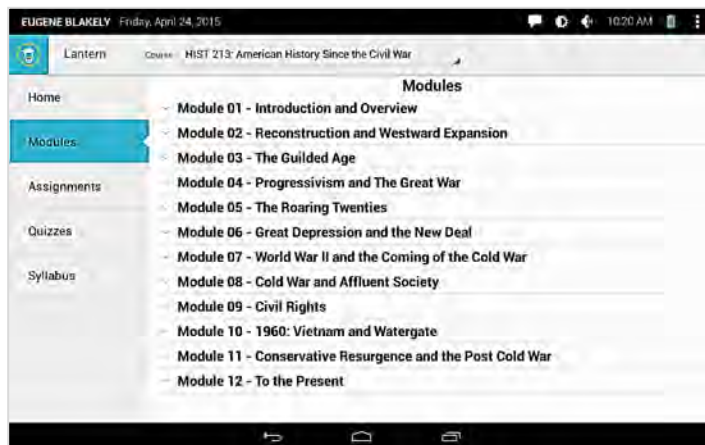 EUGENE BLAKELY Friday, April 24, 2015 10:20 AM
Lantern Course HIST 213: American History Since the Civil War
Modules
Home
Module 01 - Introduction and Overview
Module 02 - Reconstruction and Westward Expansion
Modules
Module 03 - The Guilded Age
Module 04 - Progressivism and The Great War
Assignments
Module 05 - The Roaring Twenties
Quizzes
Module 06 - Great Depression and the New Deal
Module 07 - World War II and the Coming of the Cold War
Syllabus
Module 08 - Cold War and Affluent Society
Module 09 - Civil Rights
Module 10 - 1960: Vietnam and Watergate
Module 11 - Conservative Resurgence and the Post Cold War
Module 12 - To the Present